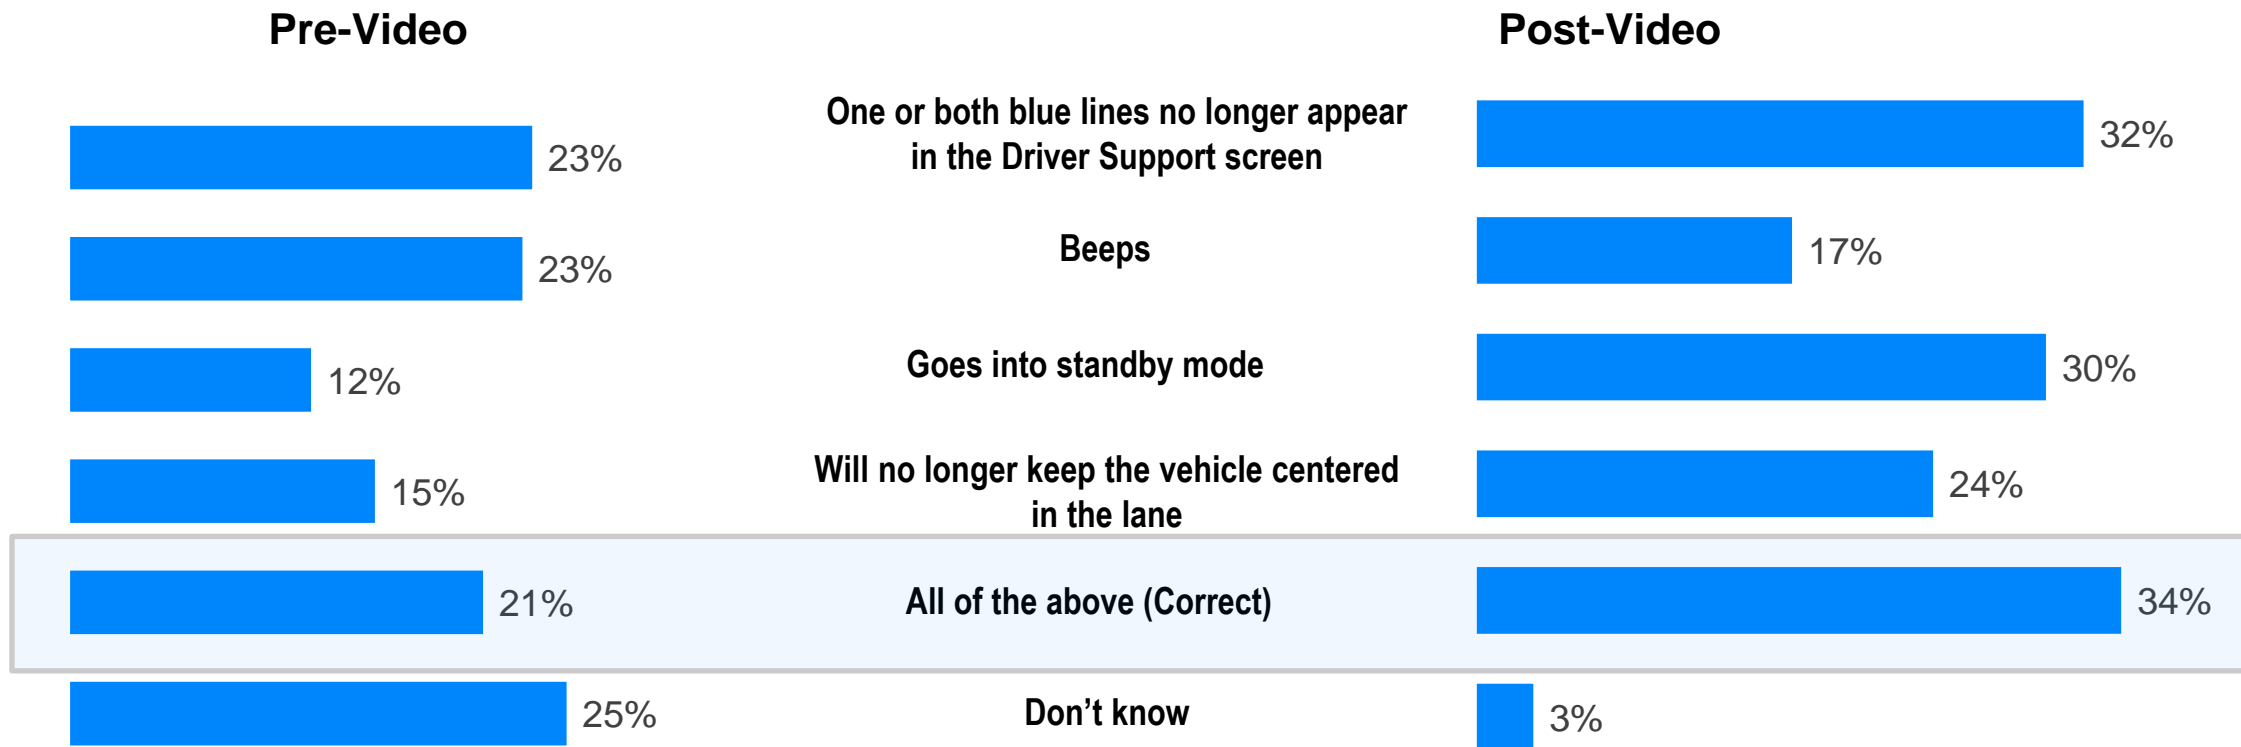 Pre-Video
Post-Video
23%
One or both blue lines no longer appear
in the Driver Support screen
32%
23%
Beeps
17%
12%
Goes into standby mode
30%
15%
Will no longer keep the vehicle centered
in the lane
24%
21%
All of the above (Correct)
34%
25%
Don’t know
3%